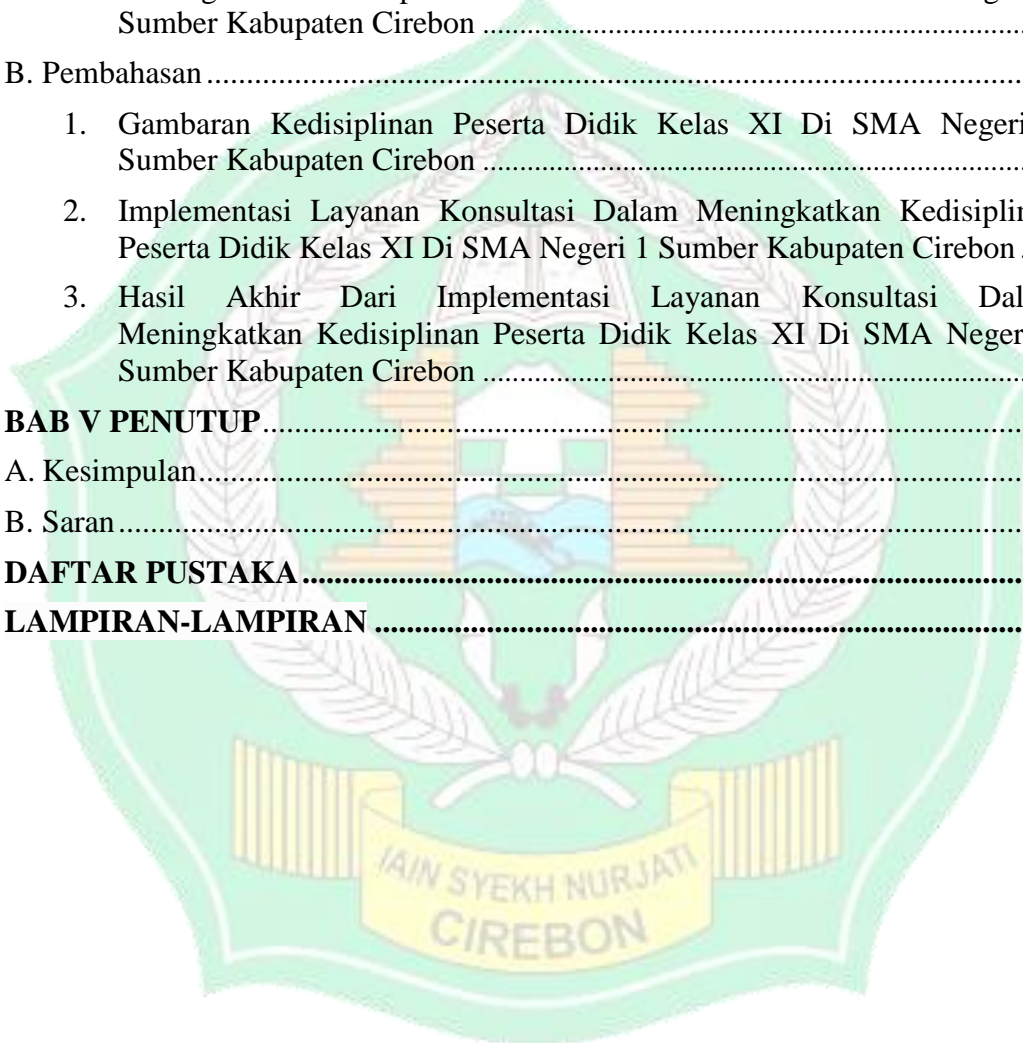 Sumber Kabupaten Cirebon ...........................................................................
B. Pembahasan ...............................................................................................................
1. Gambaran Kedisiplinan Peserta Didik Kelas XI Di SMA Negeri
Sumber Kabupaten Cirebon ...........................................................................
2. Implementasi Layanan Konsultasi Dalam Meningkatkan Kedisiplin
Peserta Didik Kelas XI Di SMA Negeri 1 Sumber Kabupaten Cirebon .
3. Hasil Akhir Dari Implementasi Layanan Konsultasi Dal
Meningkatkan Kedisiplinan Peserta Didik Kelas XI Di SMA Neger
Sumber Kabupaten Cirebon ...........................................................................
BAB V PENUTUP ......................................................................................................
A. Kesimpulan ...............................................................................................................
B. Saran ...........................................................................................................................
DAFTAR PUSTAKA .................................................................................................
LAMPIRAN-LAMPIRAN ........................................................................................
IAIN SYEKH NURJATI
CIREBON